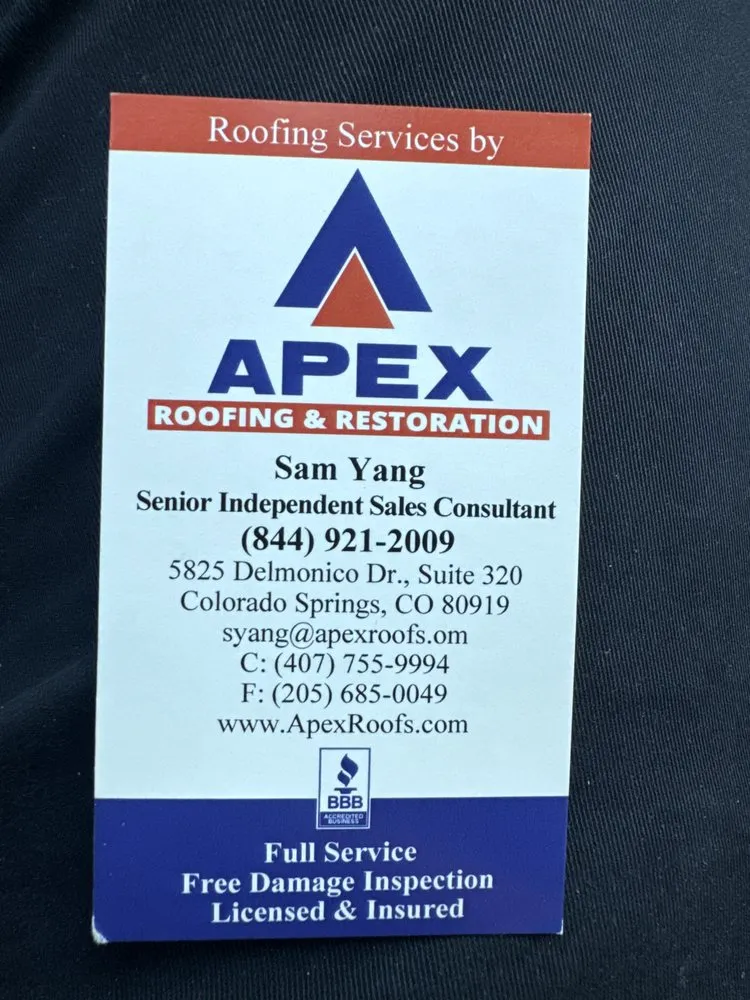 Roofing Services by
APEX
ROOFING & RESTORATION
Sam Yang
Senior Independent Sales Consultant
(844) 921-2009
5825 Delmonico Dr., Suite 320
Colorado Springs, CO 80919
syang@apexroofs.om
C: (407) 755-9994
F: (205) 685-0049
www.ApexRoofs.com
BBB
ACCREDITED
BUSINESS
Full Service
Free Damage Inspection
Licensed & Insured